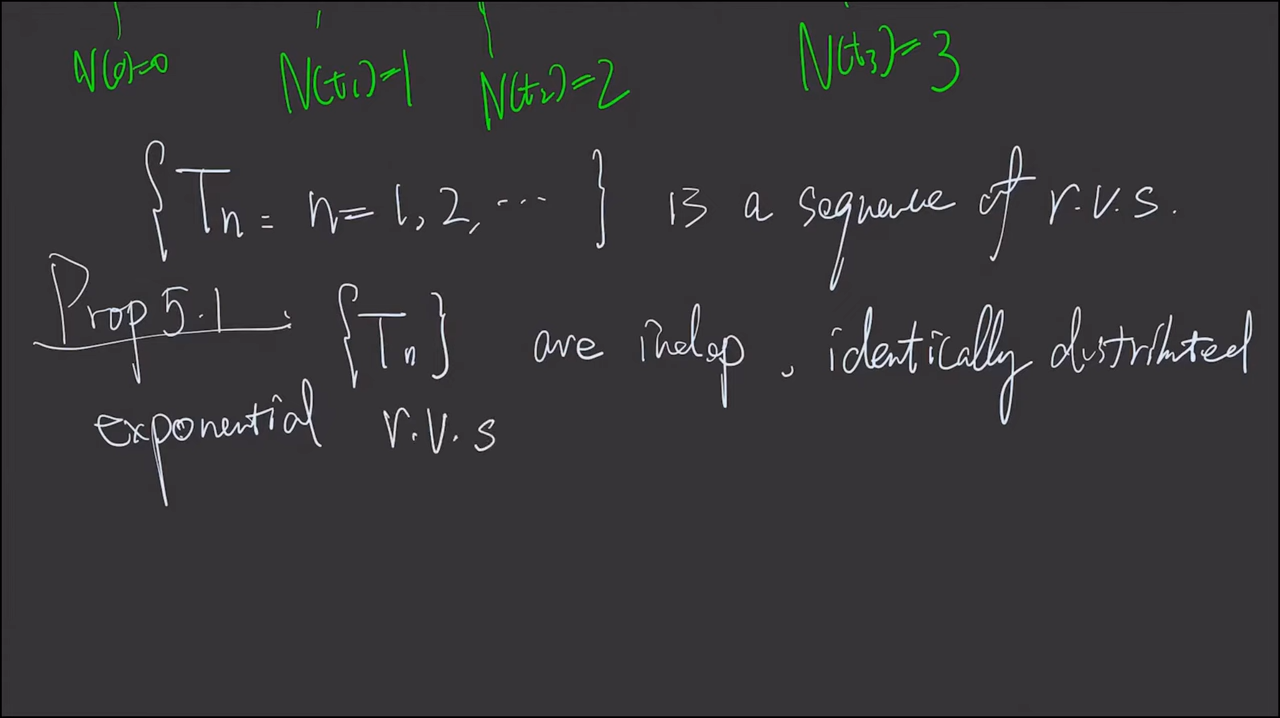 N(0)=0 N(t₁)=1 N(t₂)=2 N(t₃)=3
{Tₙ = n=1,2,⋯} is a sequence of r.v.s.
Prop 5.1. {Tₙ} are indep, identically distributed
exponential r.v.s